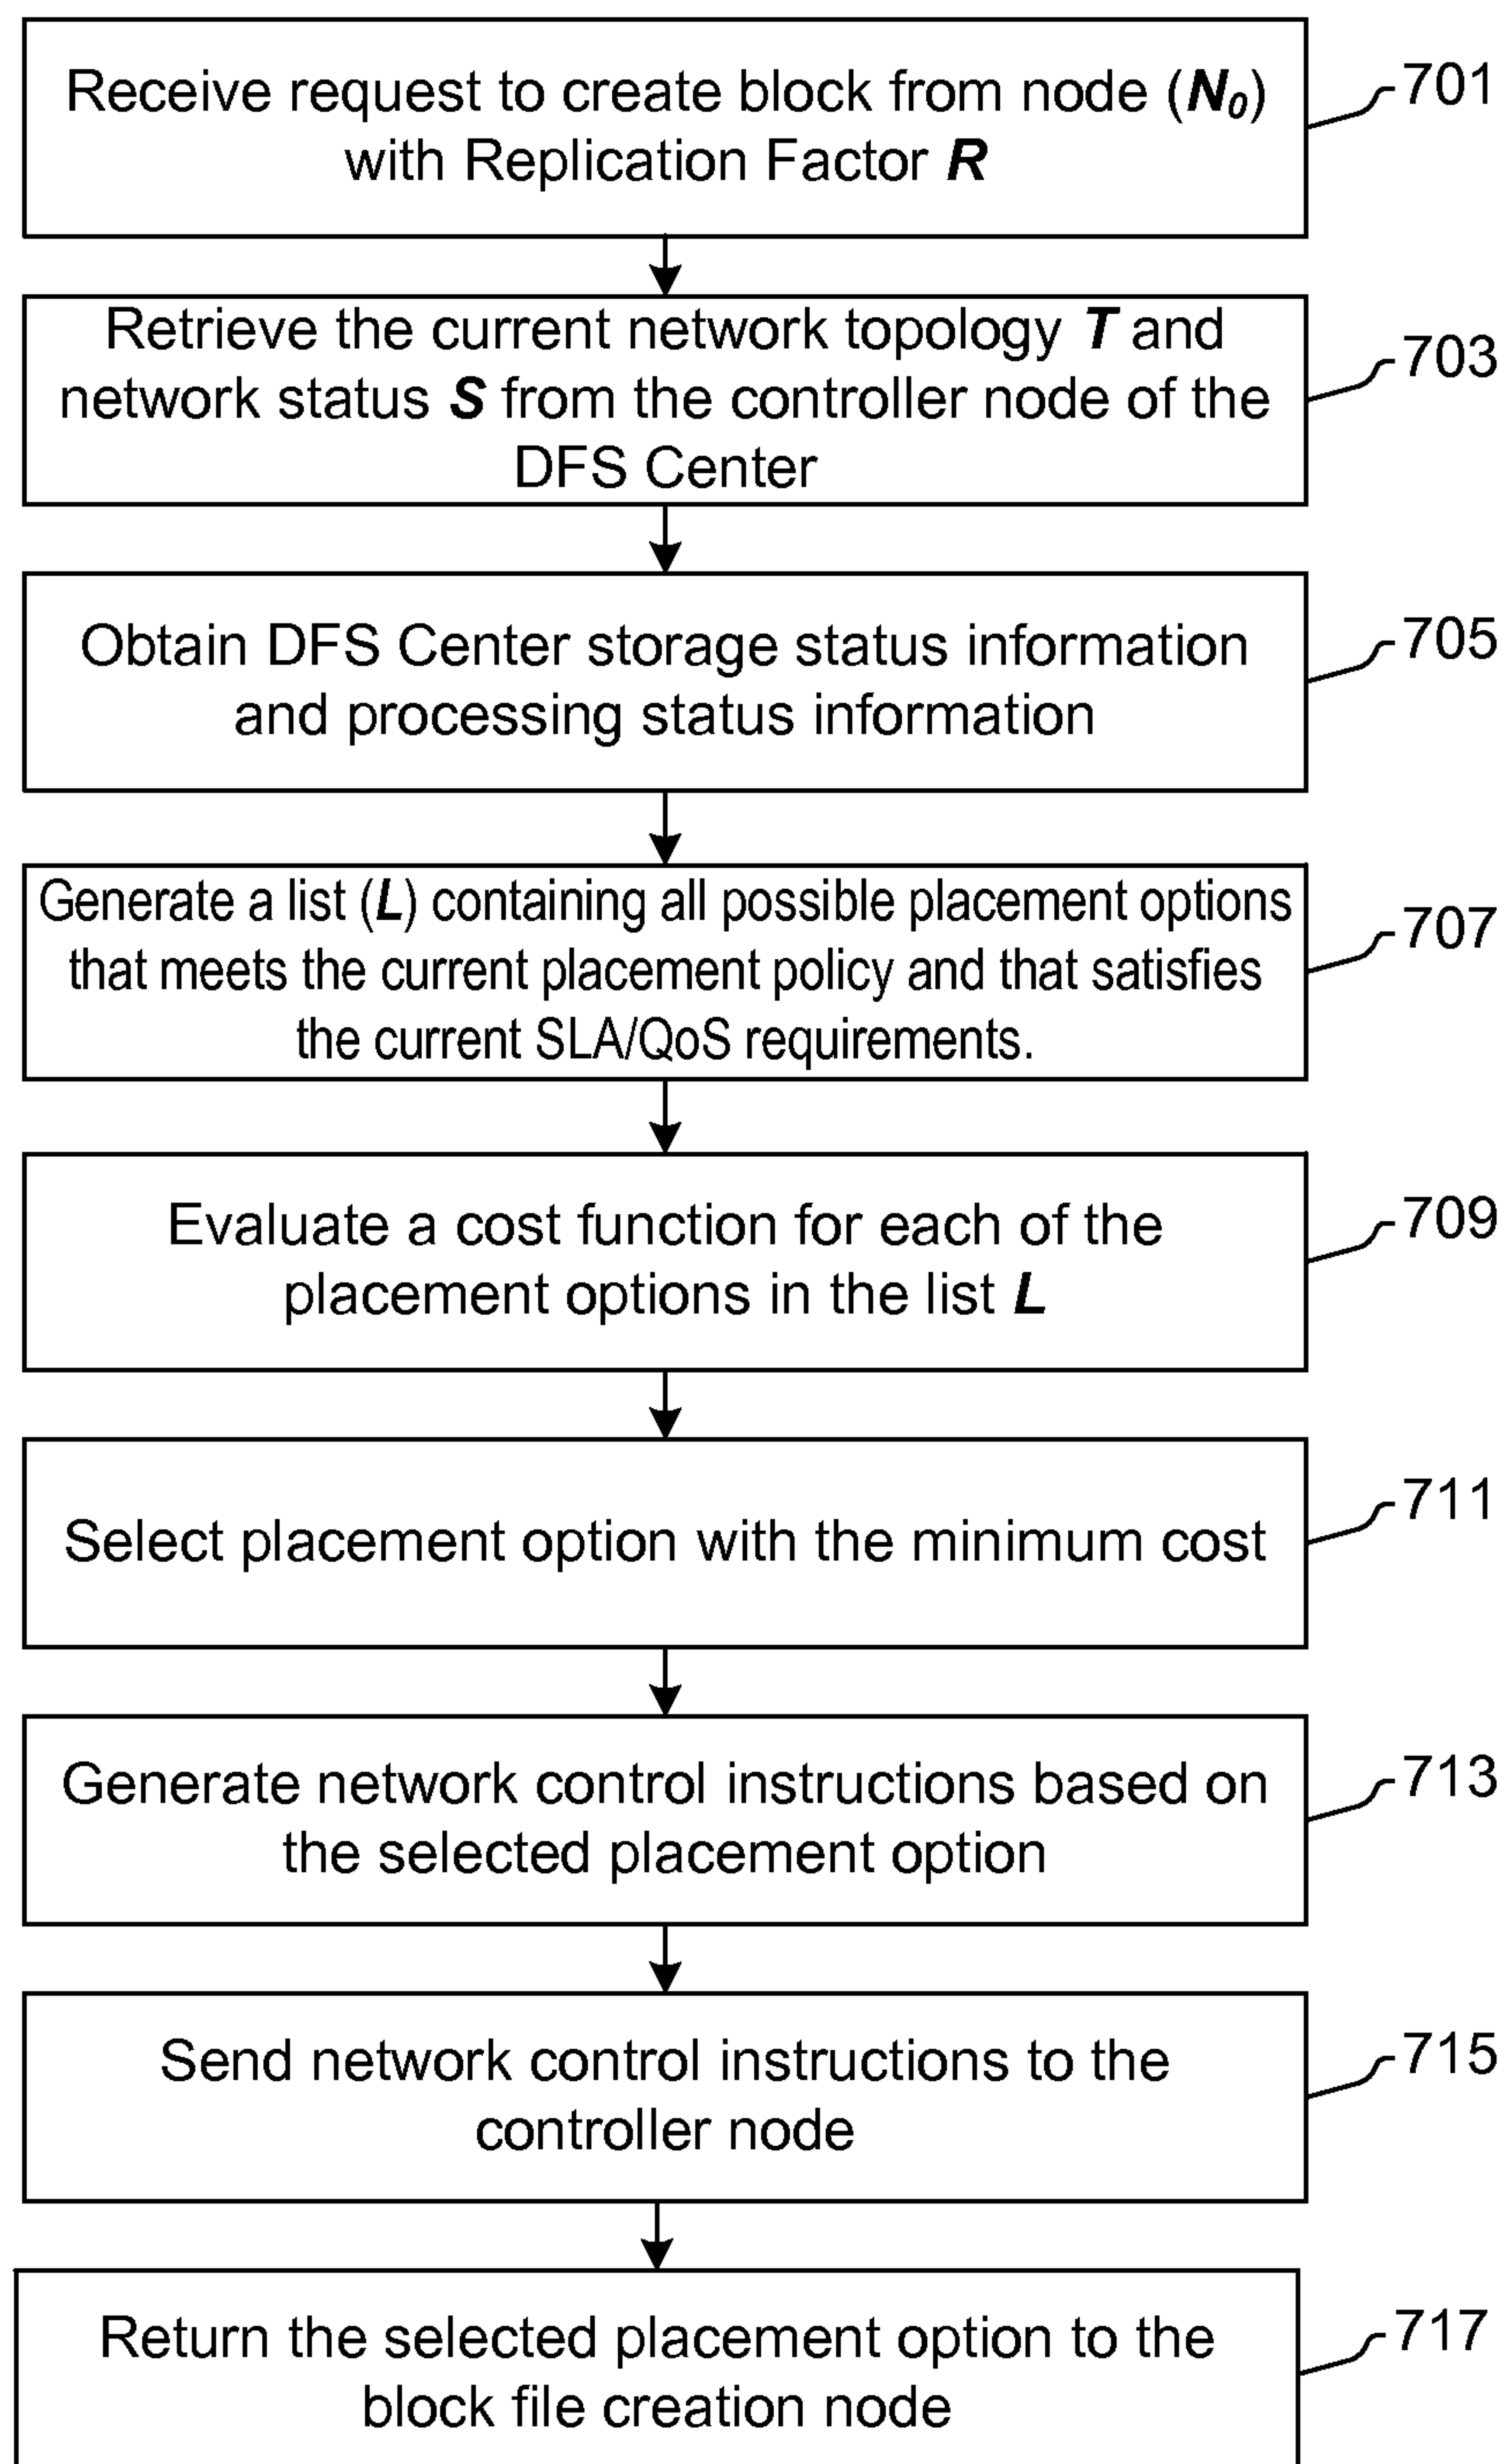 Receive request to create block from node (N0)
with Replication Factor R
701
Retrieve the current network topology T and
network status S from the controller node of the
DFS Center
703
Obtain DFS Center storage status information
and processing status information
705
Generate a list (L) containing all possible placement options
that meets the current placement policy and that satisfies
the current SLA/QoS requirements.
707
Evaluate a cost function for each of the
placement options in the list L
709
Select placement option with the minimum cost
711
Generate network control instructions based on
the selected placement option
713
Send network control instructions to the
controller node
715
Return the selected placement option to the
block file creation node
717